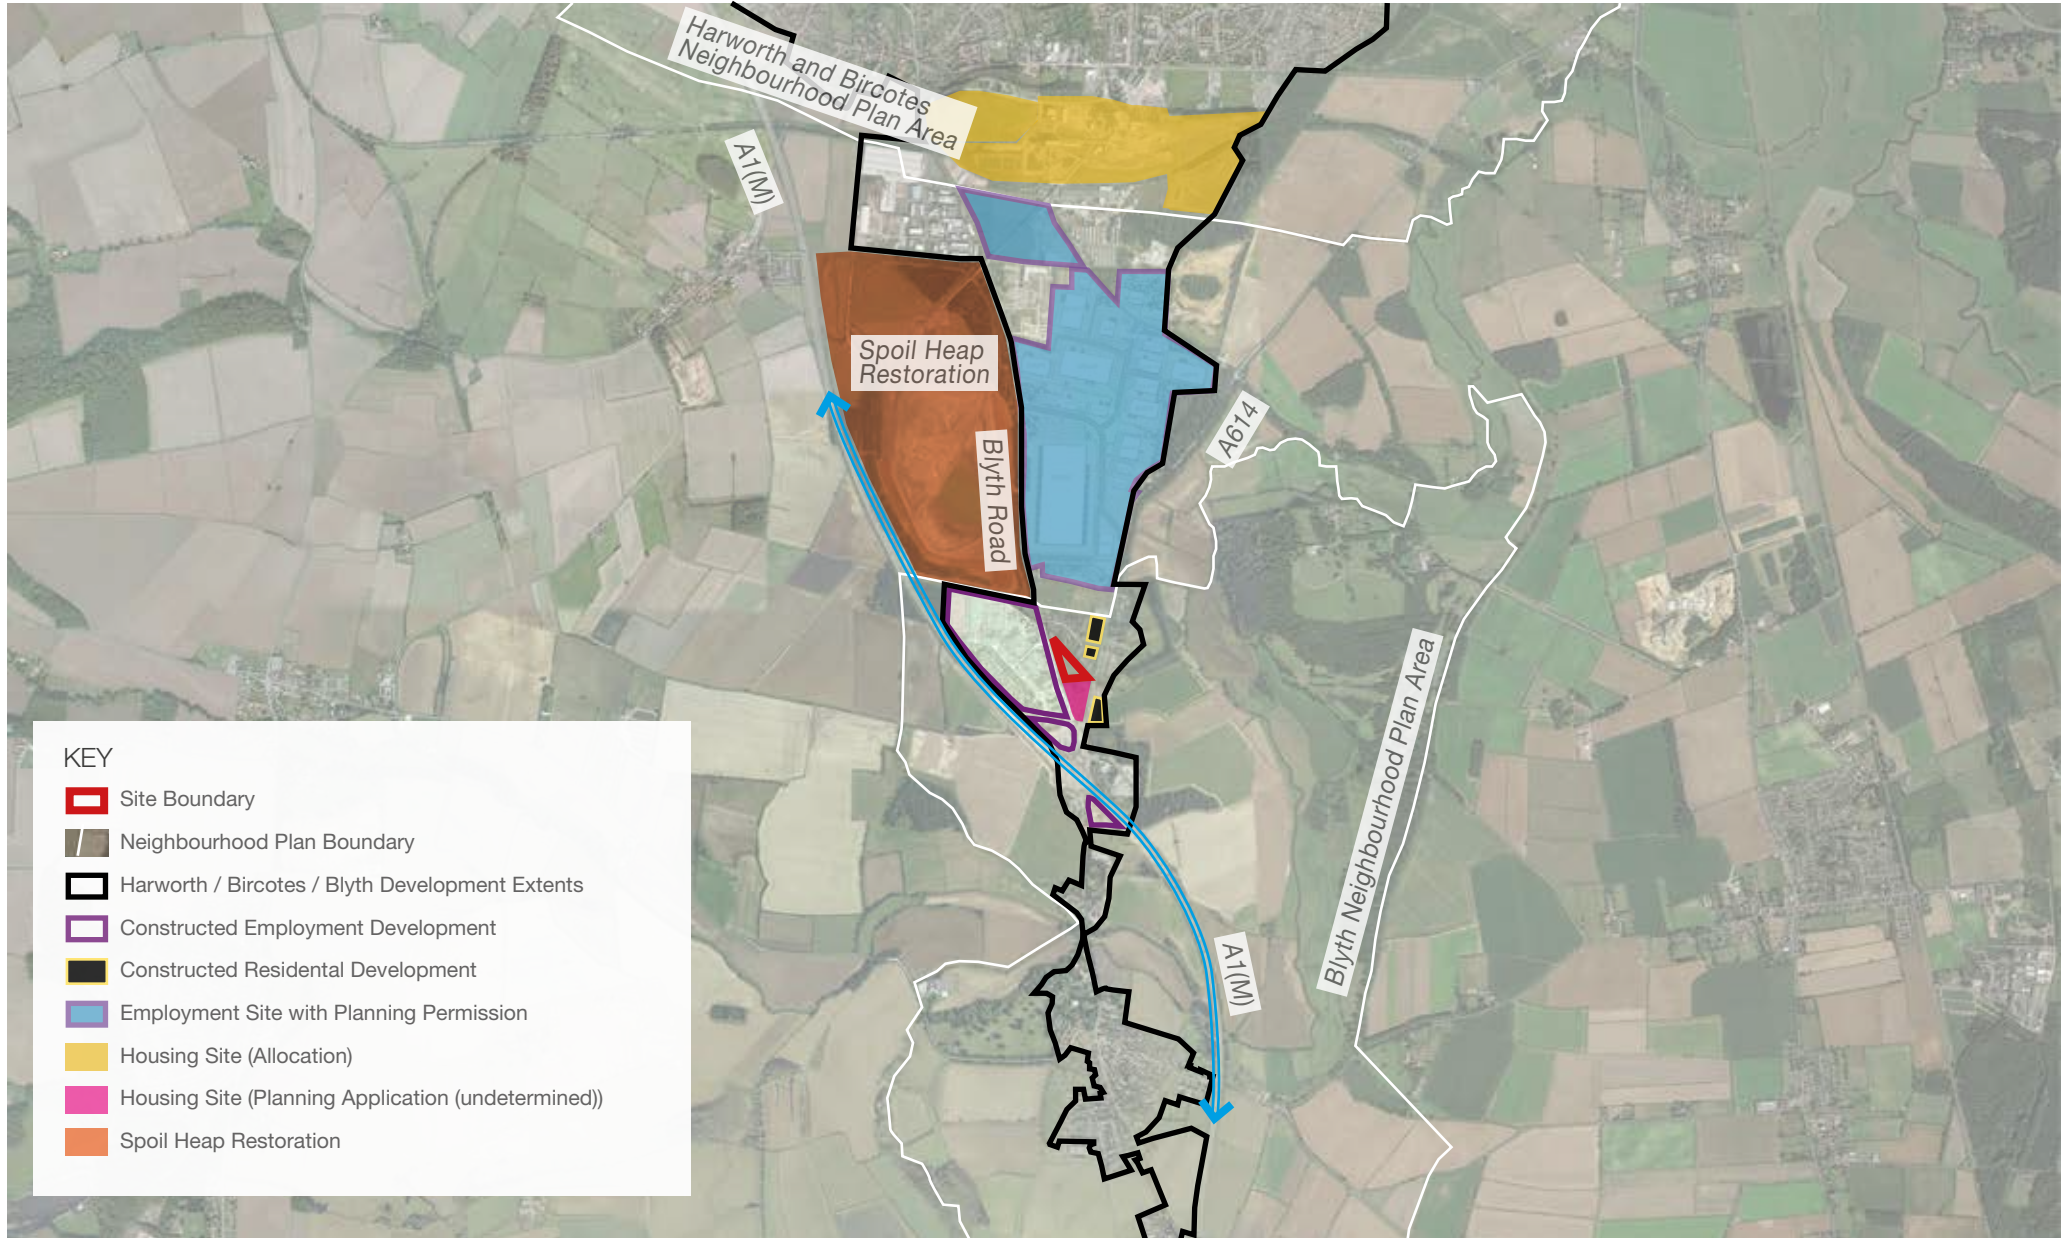 Harworth and Bircotes
Neighbourhood Plan Area
A1(M)
Spoil Heap
Restoration
Blyth Road
A614
Blyth Neighbourhood Plan Area
A1(M)
KEY
Site Boundary
Neighbourhood Plan Boundary
Harworth / Bircotes / Blyth Development Extents
Constructed Employment Development
Constructed Residental Development
Employment Site with Planning Permission
Housing Site (Allocation)
Housing Site (Planning Application (undetermined))
Spoil Heap Restoration